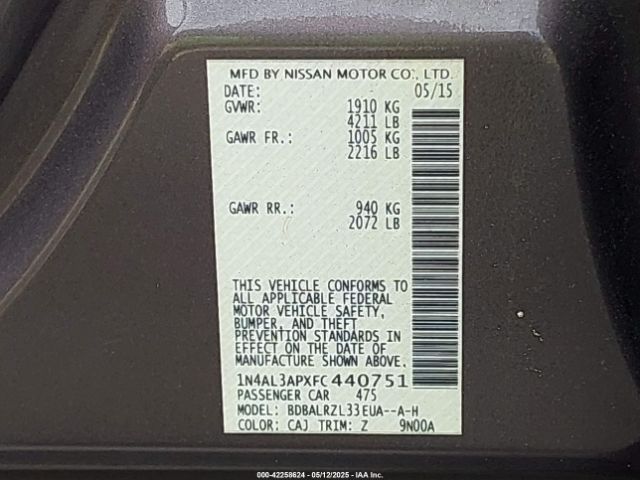 MFD BY NISSAN MOTOR CO., LTD.
DATE: 05/15
GVWR: 1910 KG
4211 LB
GAWR FR.: 1005 KG
2216 LB
GAWR RR.: 940 KG
2072 LB
THIS VEHICLE CONFORMS TO
ALL APPLICABLE FEDERAL
MOTOR VEHICLE SAFETY,
BUMPER, AND THEFT
PREVENTION STANDARDS IN
EFFECT ON THE DATE OF
MANUFACTURE SHOWN ABOVE.
1N4AL3APXFC440751
PASSENGER CAR 475
MODEL: BDBALRZL33EUA--A-H
COLOR: CAJ TRIM: Z 9N00A
000-42258624 - 05/12/2025 - IAA Inc.